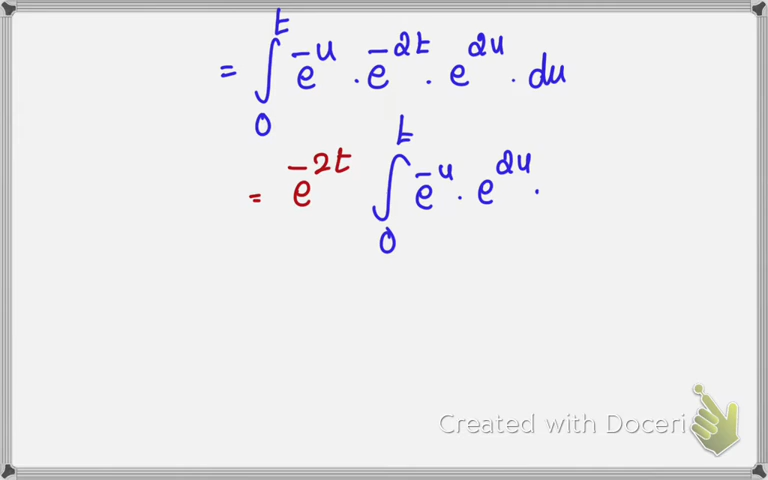 = ∫₀ᵗ e⁻ᵘ · e⁻²ᵗ · e²ᵘ · du
= e⁻²ᵗ ∫₀ᵗ e⁻ᵘ · e²ᵘ ·
Created with Doceri